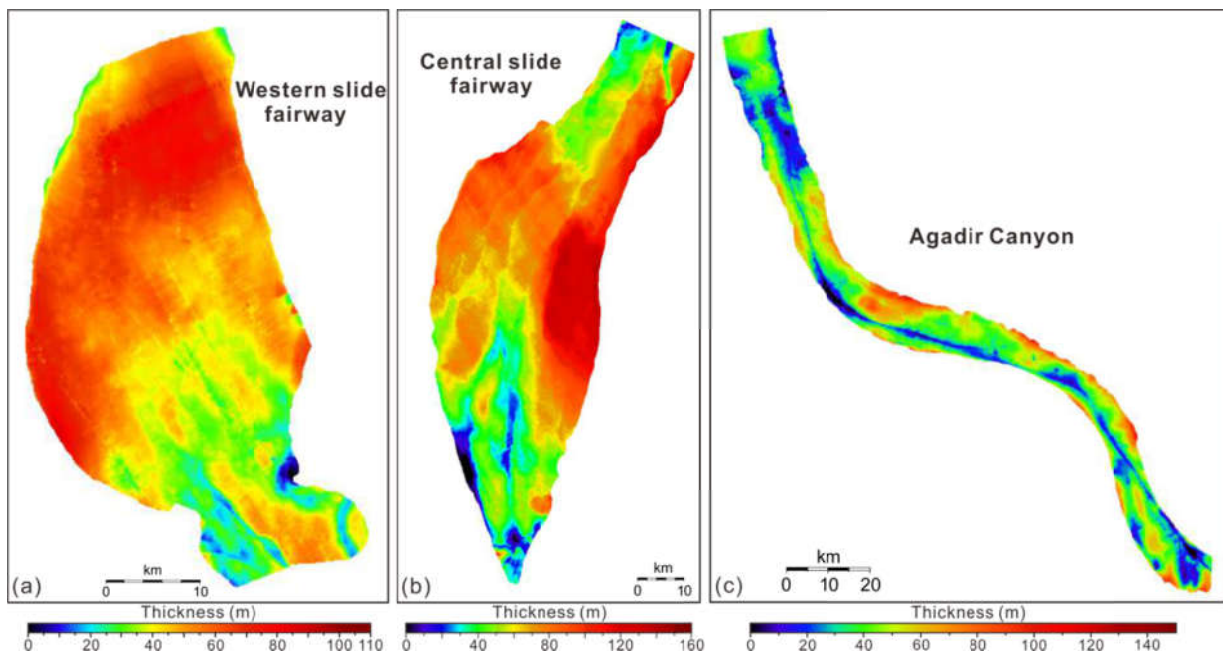 Western slide
fairway
km
0 10
(a)
Thickness (m)
0 20 40 60 80 100 110
Central slide
fairway
km
0 10
(b)
Thickness (m)
0 40 80 120 160
Agadir Canyon
km
0 10 20
(c)
Thickness (m)
0 20 40 60 80 100 120 140